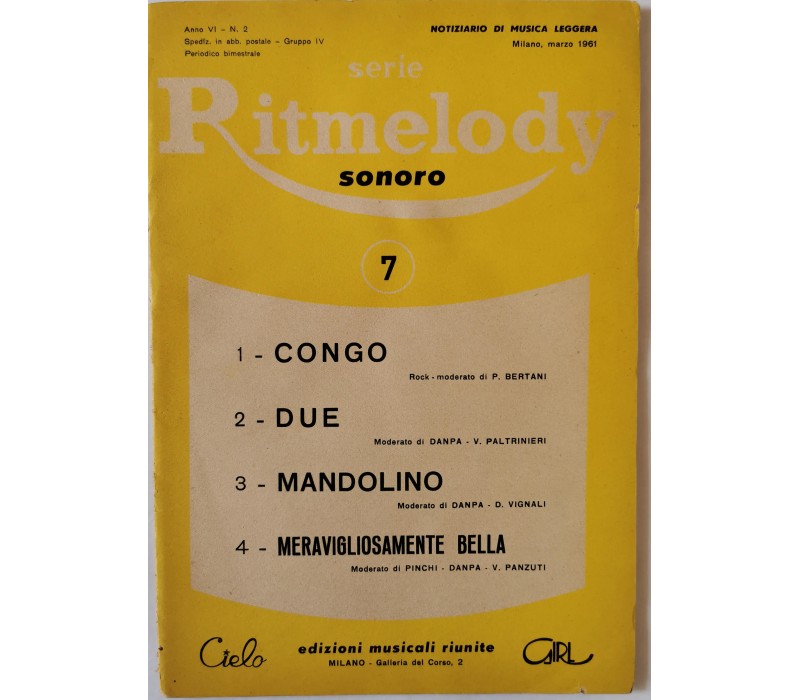 Anno VI - N. 2
Spediz. in abb. postale - Gruppo IV
Periodico bimestrale
NOTIZIARIO DI MUSICA LEGGERA
Milano, marzo 1961
serie
Ritmelody
sonoro
7
1 - CONGO
Rock - moderato di P. BERTANI
2 - DUE
Moderato di DANPA - V. PALTRINIERI
3 - MANDOLINO
Moderato di DANPA - D. VIGNALI
4 - MERAVIGLIOSAMENTE BELLA
Moderato di PINCHI - DANPA - V. PANZUTI
Cielo
edizioni musicali riunite
MILANO - Galleria del Corso, 2
GIRL